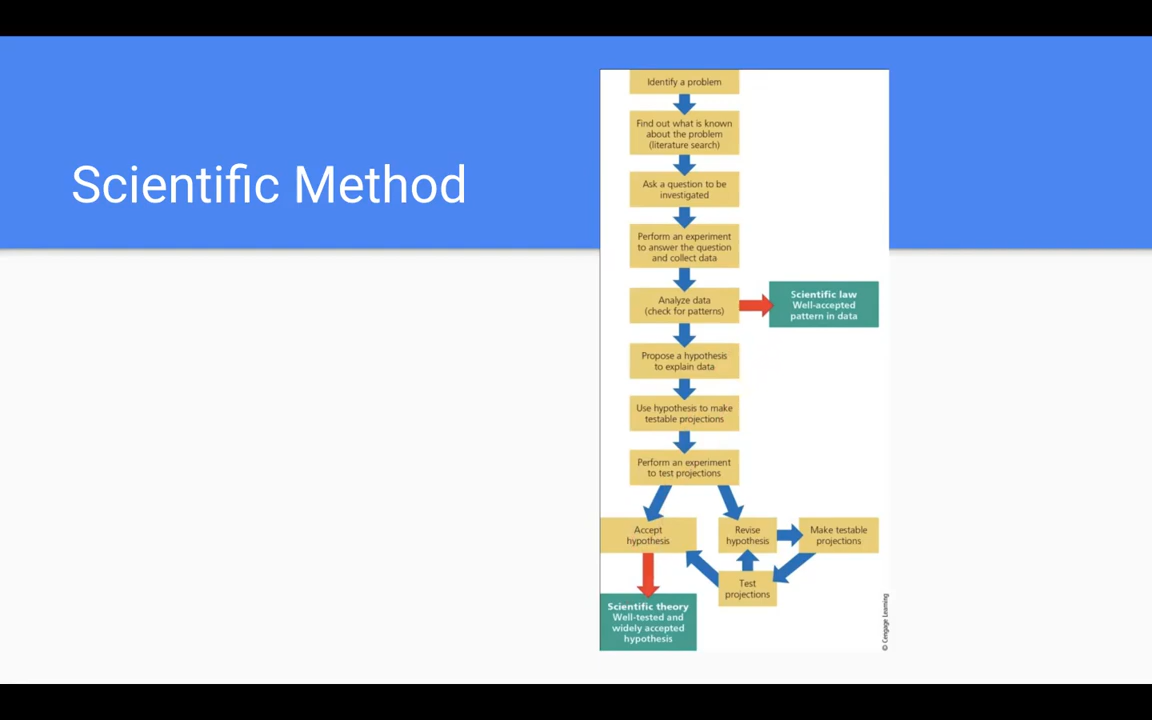 Scientific Method
Identify a problem
Find out what is known
about the problem
(literature search)
Ask a question to be
investigated
Perform an experiment
to answer the question
and collect data
Analyze data
(check for patterns)
Scientific law
Well-accepted
pattern in data
Propose a hypothesis
to explain data
Use hypothesis to make
testable projections
Perform an experiment
to test projections
Accept
hypothesis
Revise
hypothesis
Make testable
projections
Test
projections
Scientific theory
Well-tested and
widely accepted
hypothesis
© Cengage Learning